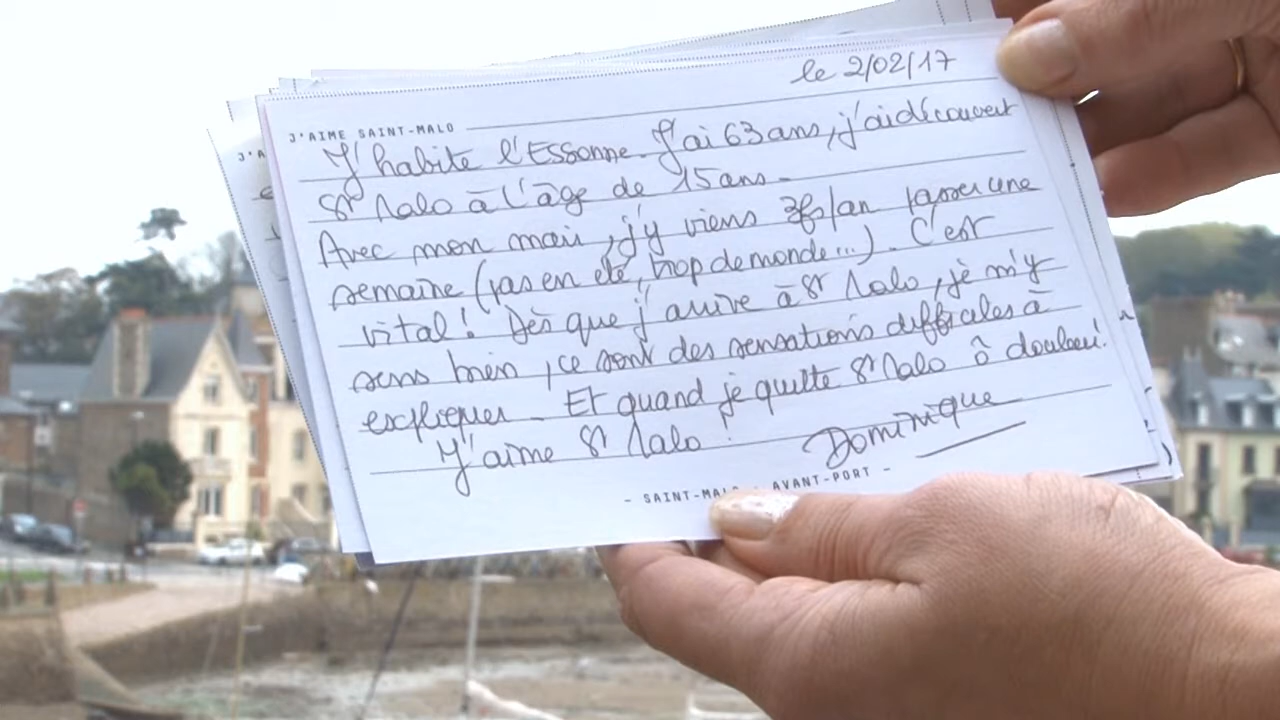 le 2/02/17
J'AIME SAINT-MALO
J'habite l'Essonne. J'ai 63 ans, j'ai découvert
St Malo à l'âge de 15 ans.
Avec mon mari, j'y viens 3fs/an passer une
semaine (pas en été, trop de monde...). C'est
vital! Dès que j'arrive à St Malo, je m'y
sens bien, ce sont des sensations difficiles à
expliquer. Et quand je quitte St Malo ô douleur!
J'aime St Malo!
Dominique
- SAINT-MALO AVANT-PORT -
J'A